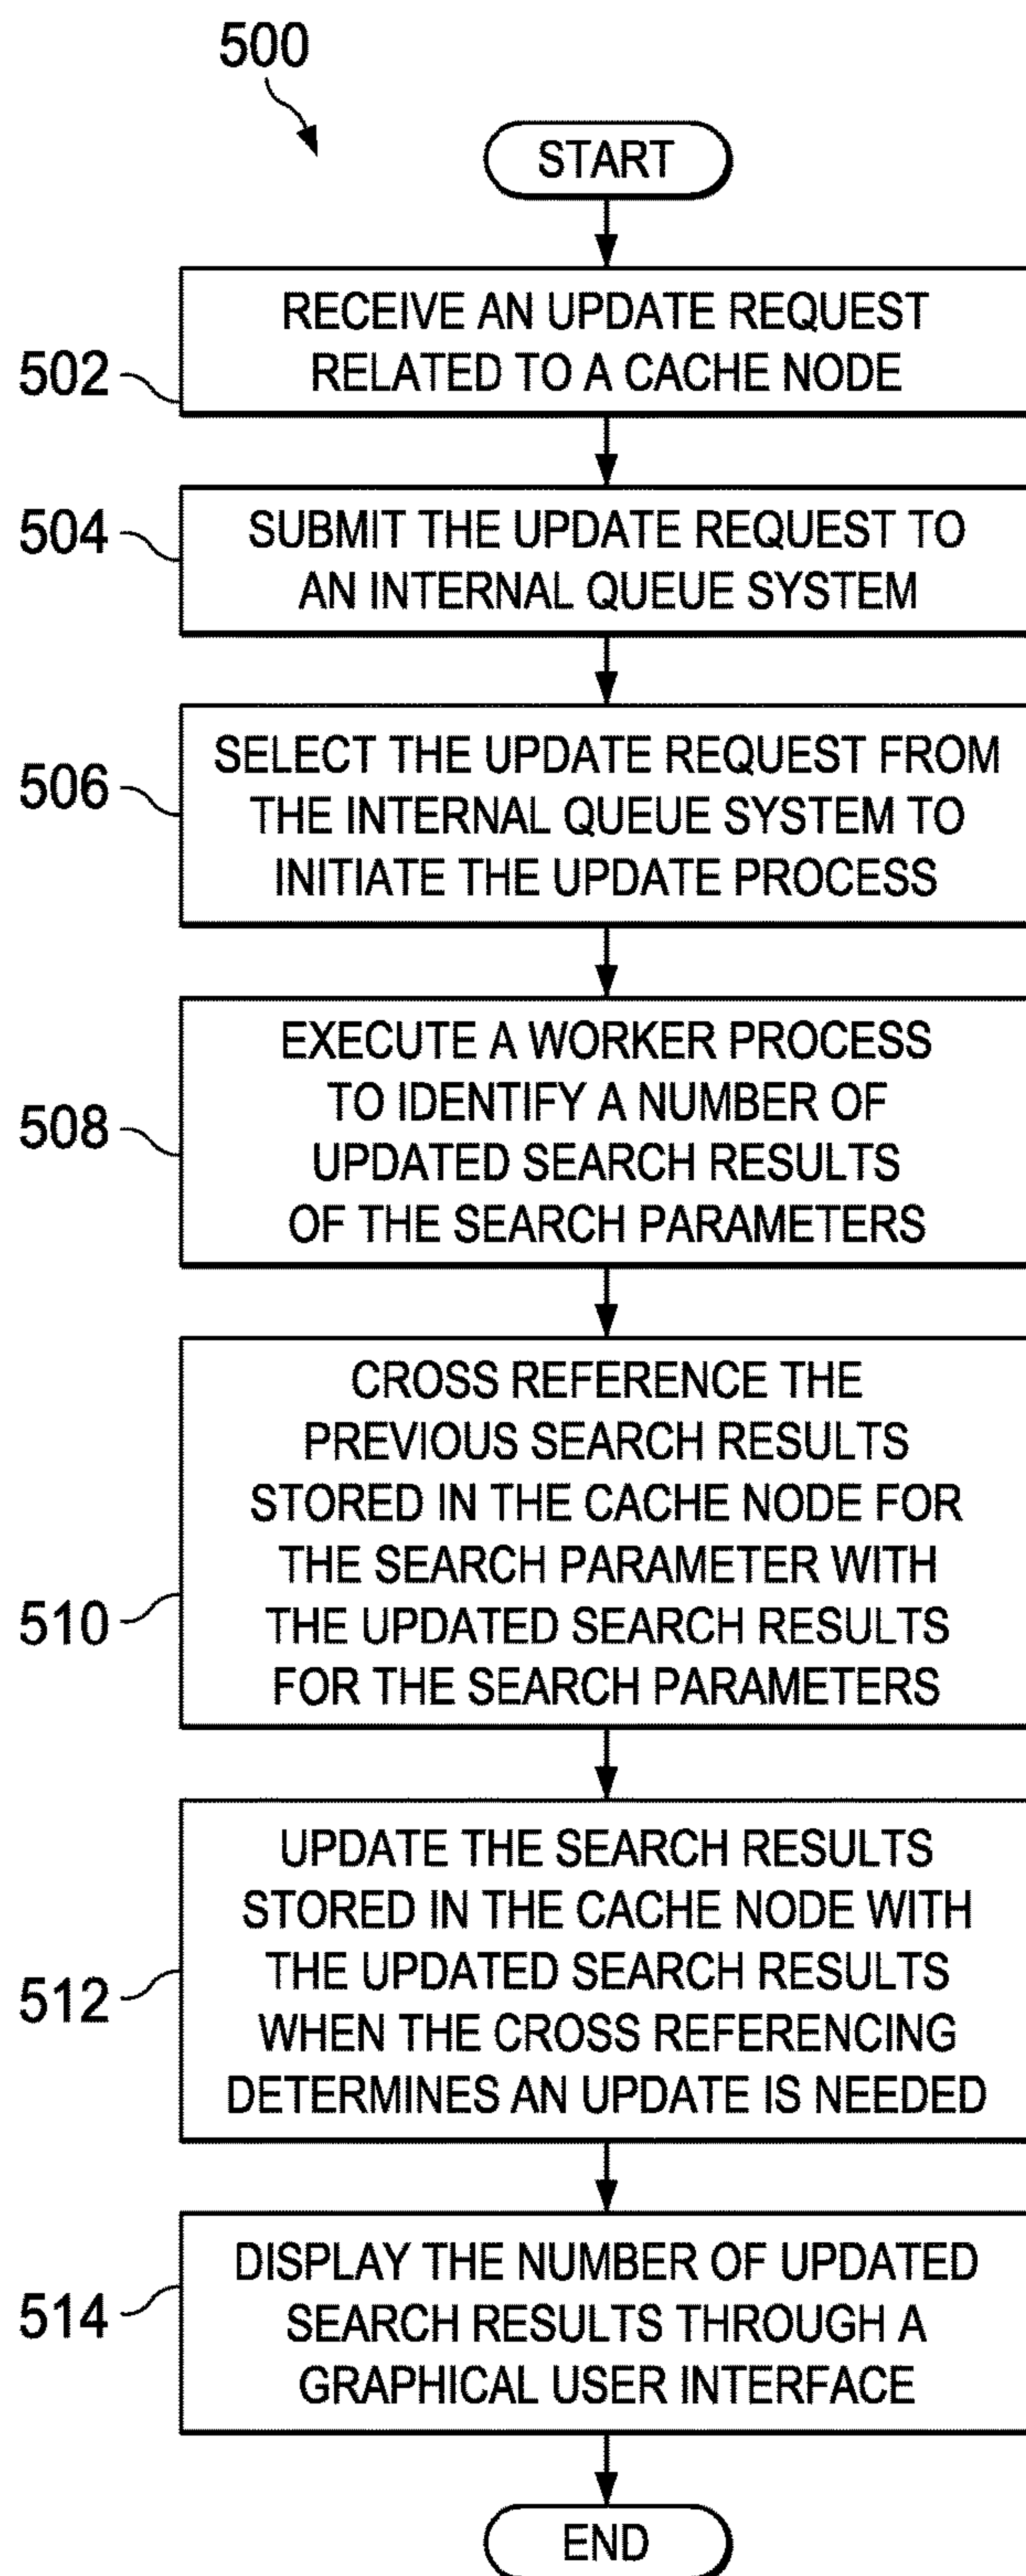 500
START
RECEIVE AN UPDATE REQUEST
RELATED TO A CACHE NODE
502
SUBMIT THE UPDATE REQUEST TO
AN INTERNAL QUEUE SYSTEM
504
SELECT THE UPDATE REQUEST FROM
THE INTERNAL QUEUE SYSTEM TO
INITIATE THE UPDATE PROCESS
506
EXECUTE A WORKER PROCESS
TO IDENTIFY A NUMBER OF
UPDATED SEARCH RESULTS
OF THE SEARCH PARAMETERS
508
CROSS REFERENCE THE
PREVIOUS SEARCH RESULTS
STORED IN THE CACHE NODE FOR
THE SEARCH PARAMETER WITH
THE UPDATED SEARCH RESULTS
FOR THE SEARCH PARAMETERS
510
UPDATE THE SEARCH RESULTS
STORED IN THE CACHE NODE WITH
THE UPDATED SEARCH RESULTS
WHEN THE CROSS REFERENCING
DETERMINES AN UPDATE IS NEEDED
512
DISPLAY THE NUMBER OF UPDATED
SEARCH RESULTS THROUGH A
GRAPHICAL USER INTERFACE
514
END